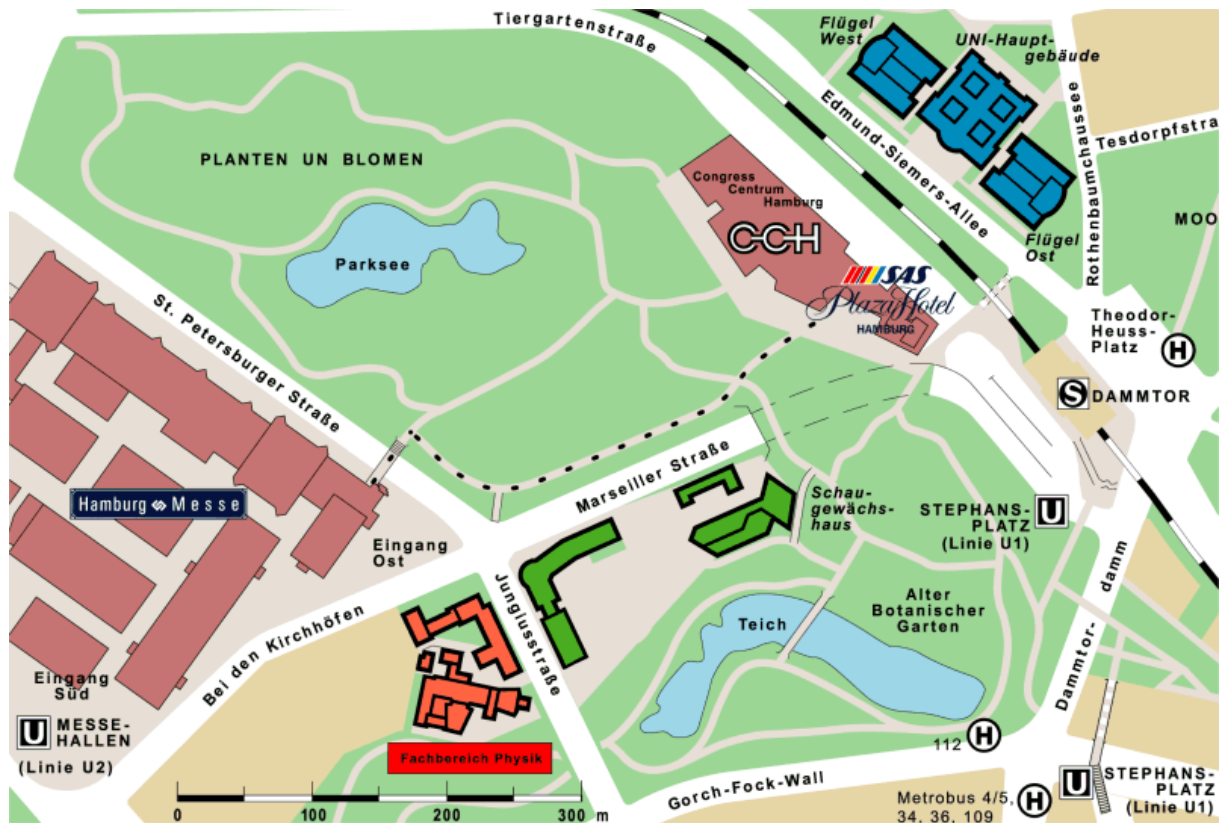 Tiergartenstraße
Flügel
West
UNI-Haupt-
gebäude
Edmund-Siemers-Allee
Rothenbaumchaussee
Tesdorpfstra
PLANTEN UN BLOMEN
Congress
Centrum
Hamburg
CCH
Flügel
Ost
MOO
Parksee
SAS
Plaza Hotel
HAMBURG
Theodor-
Heuss-
Platz
H
St. Petersburger Straße
S DAMMTOR
Marseiller Straße
Hamburg Messe
Schau-
gewächs-
haus
STEPHANS-
PLATZ
(Linie U1)
U
Eingang
Ost
Jungiusstraße
Dammtor-
damm
Alter
Botanischer
Garten
Teich
Bei den Kirchhöfen
Eingang
Süd
U
MESSE-
HALLEN
(Linie U2)
112 H
Fachbereich Physik
Gorch-Fock-Wall
0 100 200 300 m
Metrobus 4/5,
34, 36, 109
H
U
STEPHANS-
PLATZ
(Linie U1)